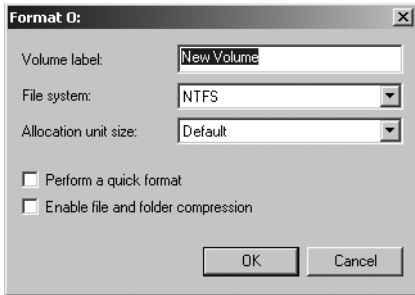 Format O:
Volume label: New Volume
File system: NTFS
Allocation unit size: Default
Perform a quick format
Enable file and folder compression
OK Cancel